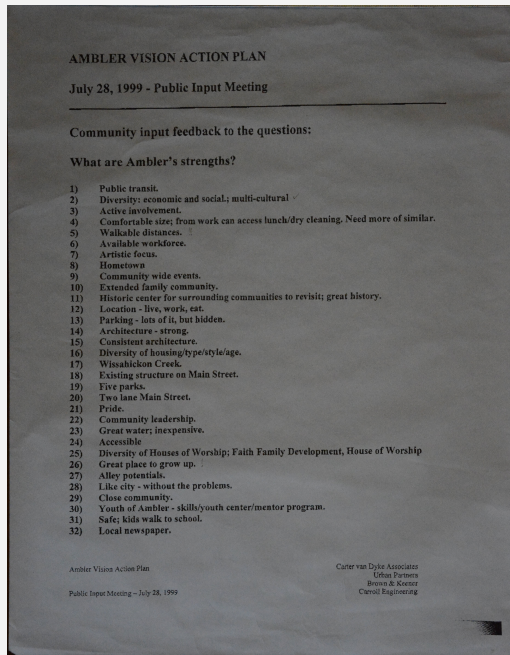 AMBLER VISION ACTION PLAN
July 28, 1999 - Public Input Meeting
Community input feedback to the questions:
What are Ambler's strengths?
1) Public transit.
2) Diversity: economic and social.; multi-cultural
3) Active involvement.
4) Comfortable size; from work can access lunch/dry cleaning. Need more of similar.
5) Walkable distances.
6) Available workforce.
7) Artistic focus.
8) Hometown
9) Community wide events.
10) Extended family community.
11) Historic center for surrounding communities to revisit; great history.
12) Location - live, work, eat.
13) Parking - lots of it, but hidden.
14) Architecture - strong.
15) Consistent architecture.
16) Diversity of housing/type/style/age.
17) Wissahickon Creek.
18) Existing structure on Main Street.
19) Five parks.
20) Two lane Main Street.
21) Pride.
22) Community leadership.
23) Great water; inexpensive.
24) Accessible
25) Diversity of Houses of Worship; Faith Family Development, House of Worship
26) Great place to grow up.
27) Alley potentials.
28) Like city - without the problems.
29) Close community.
30) Youth of Ambler - skills/youth center/mentor program.
31) Safe; kids walk to school.
32) Local newspaper.
Ambler Vision Action Plan
Public Input Meeting – July 28, 1999
Carter van Dyke Associates
Urban Partners
Brown & Keener
Carroll Engineering